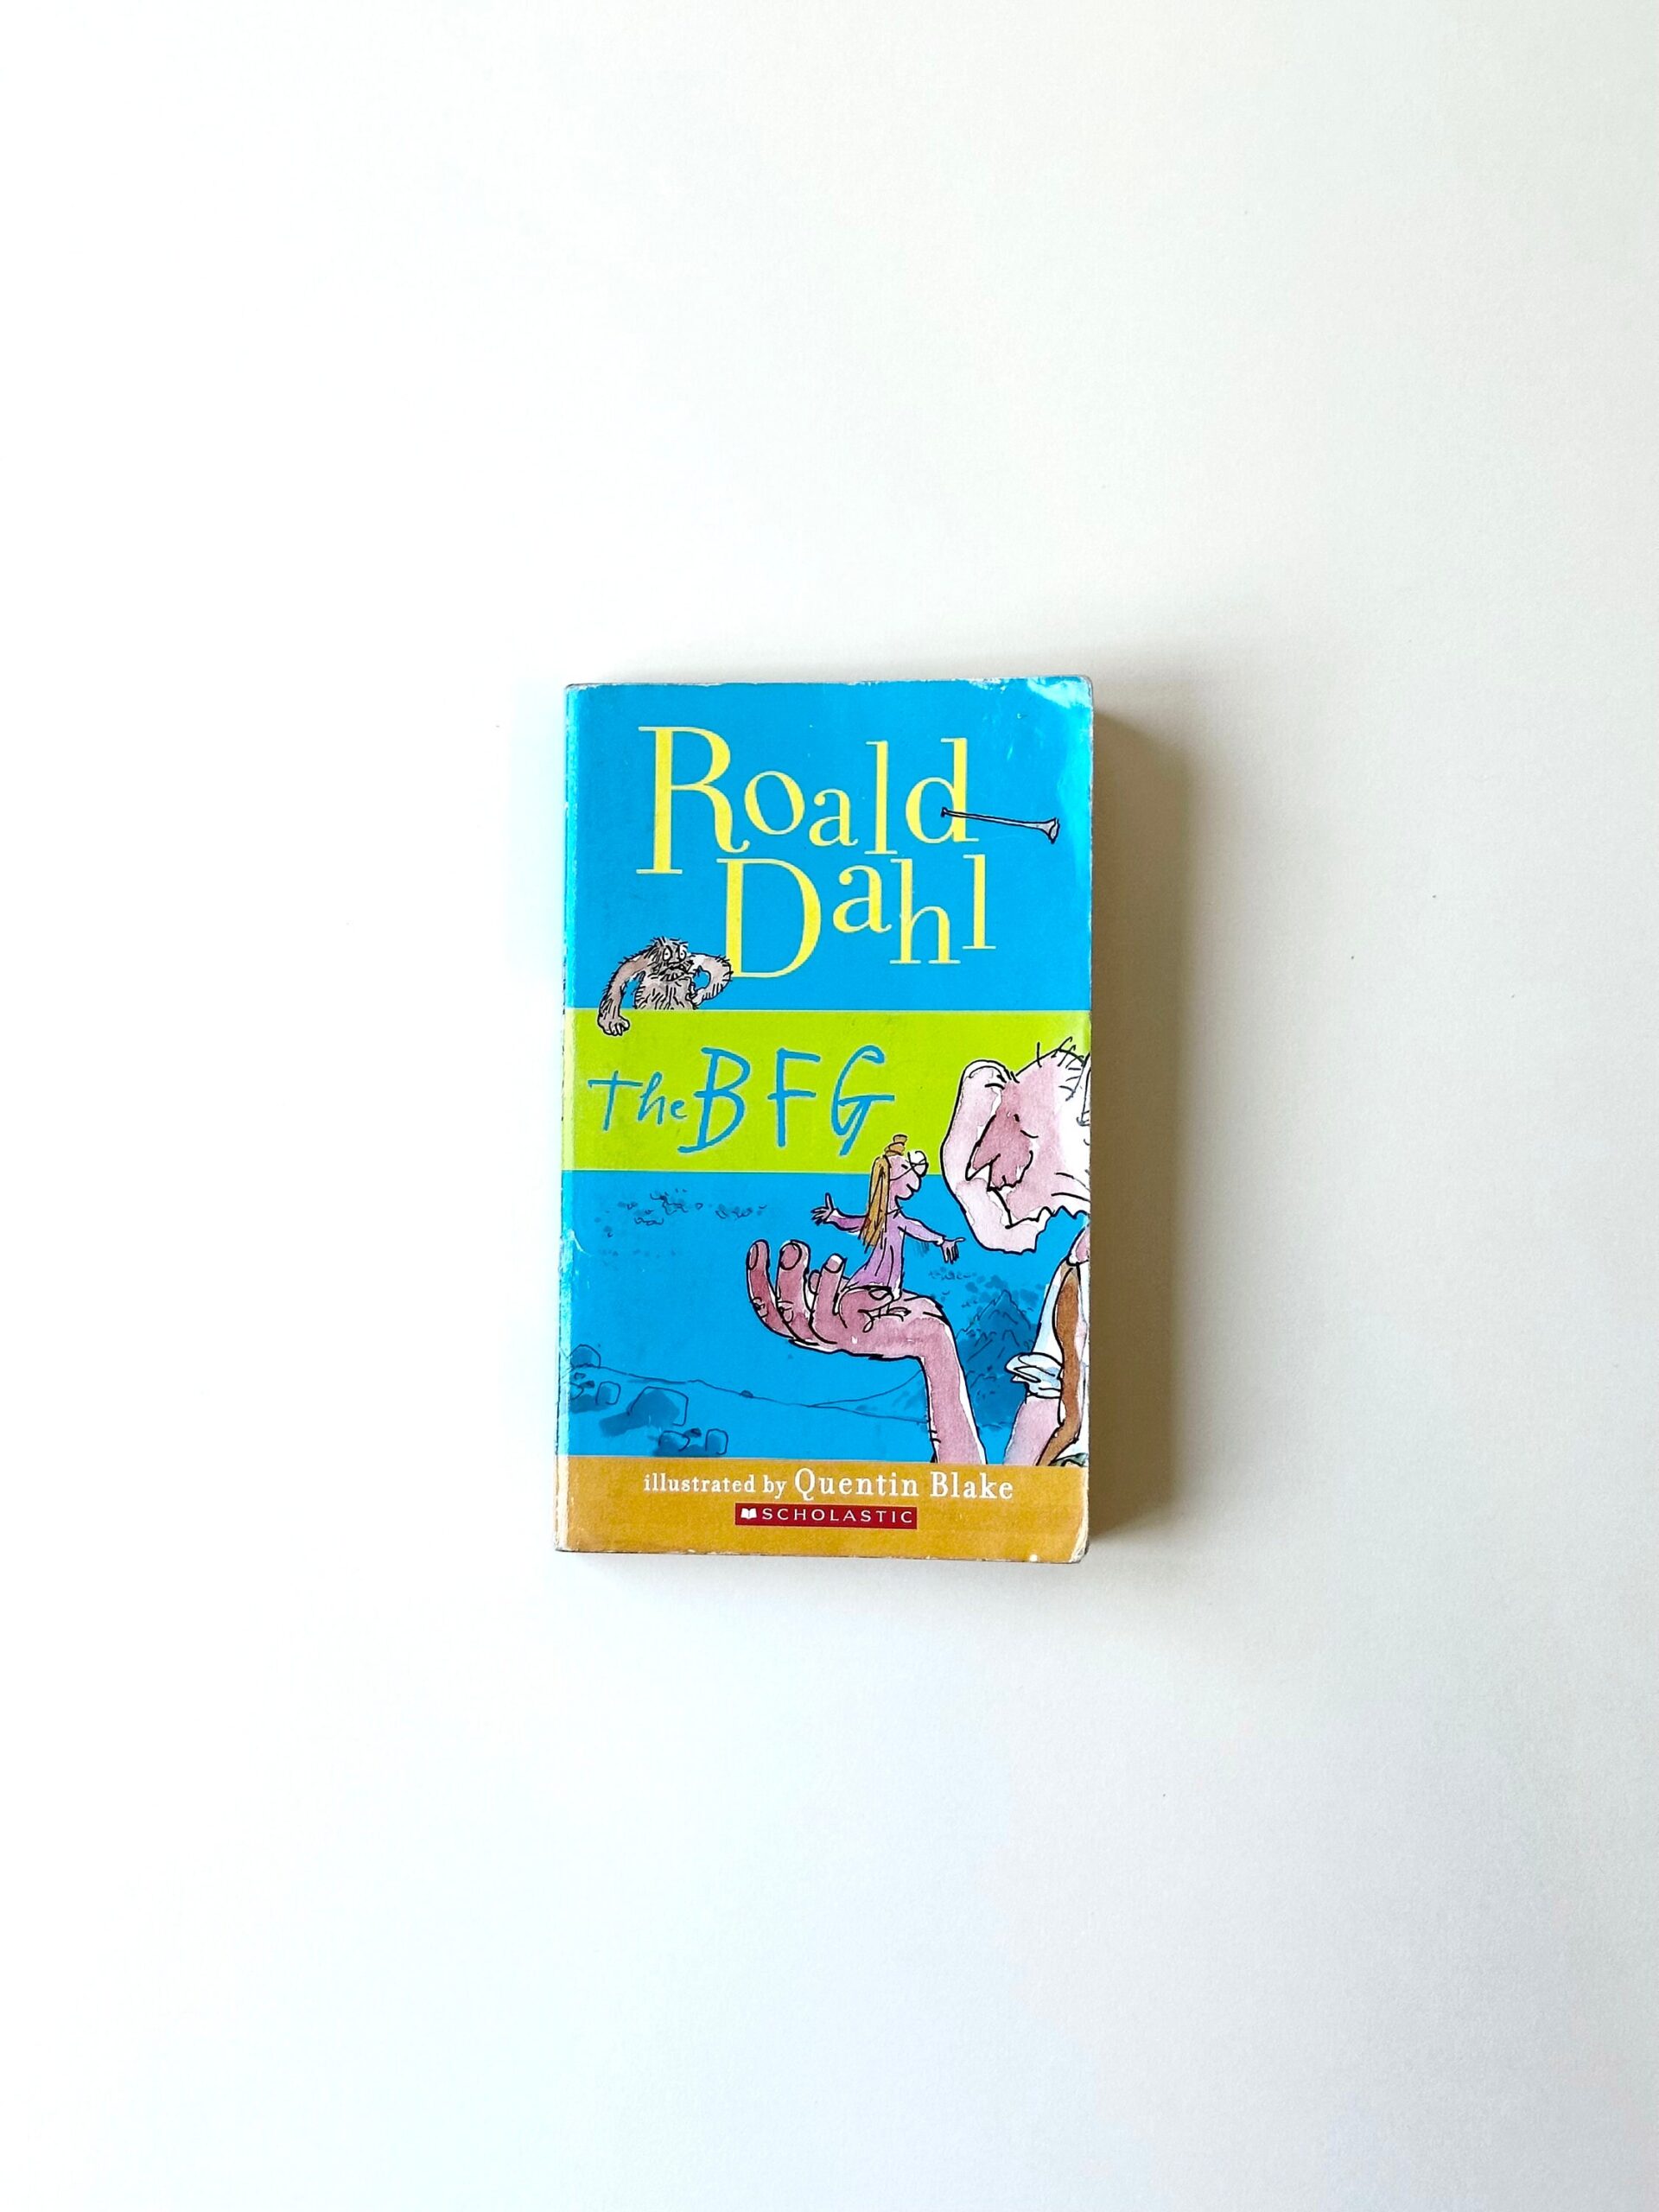 Roald
Dahl
The BFG
illustrated by Quentin Blake
SCHOLASTIC